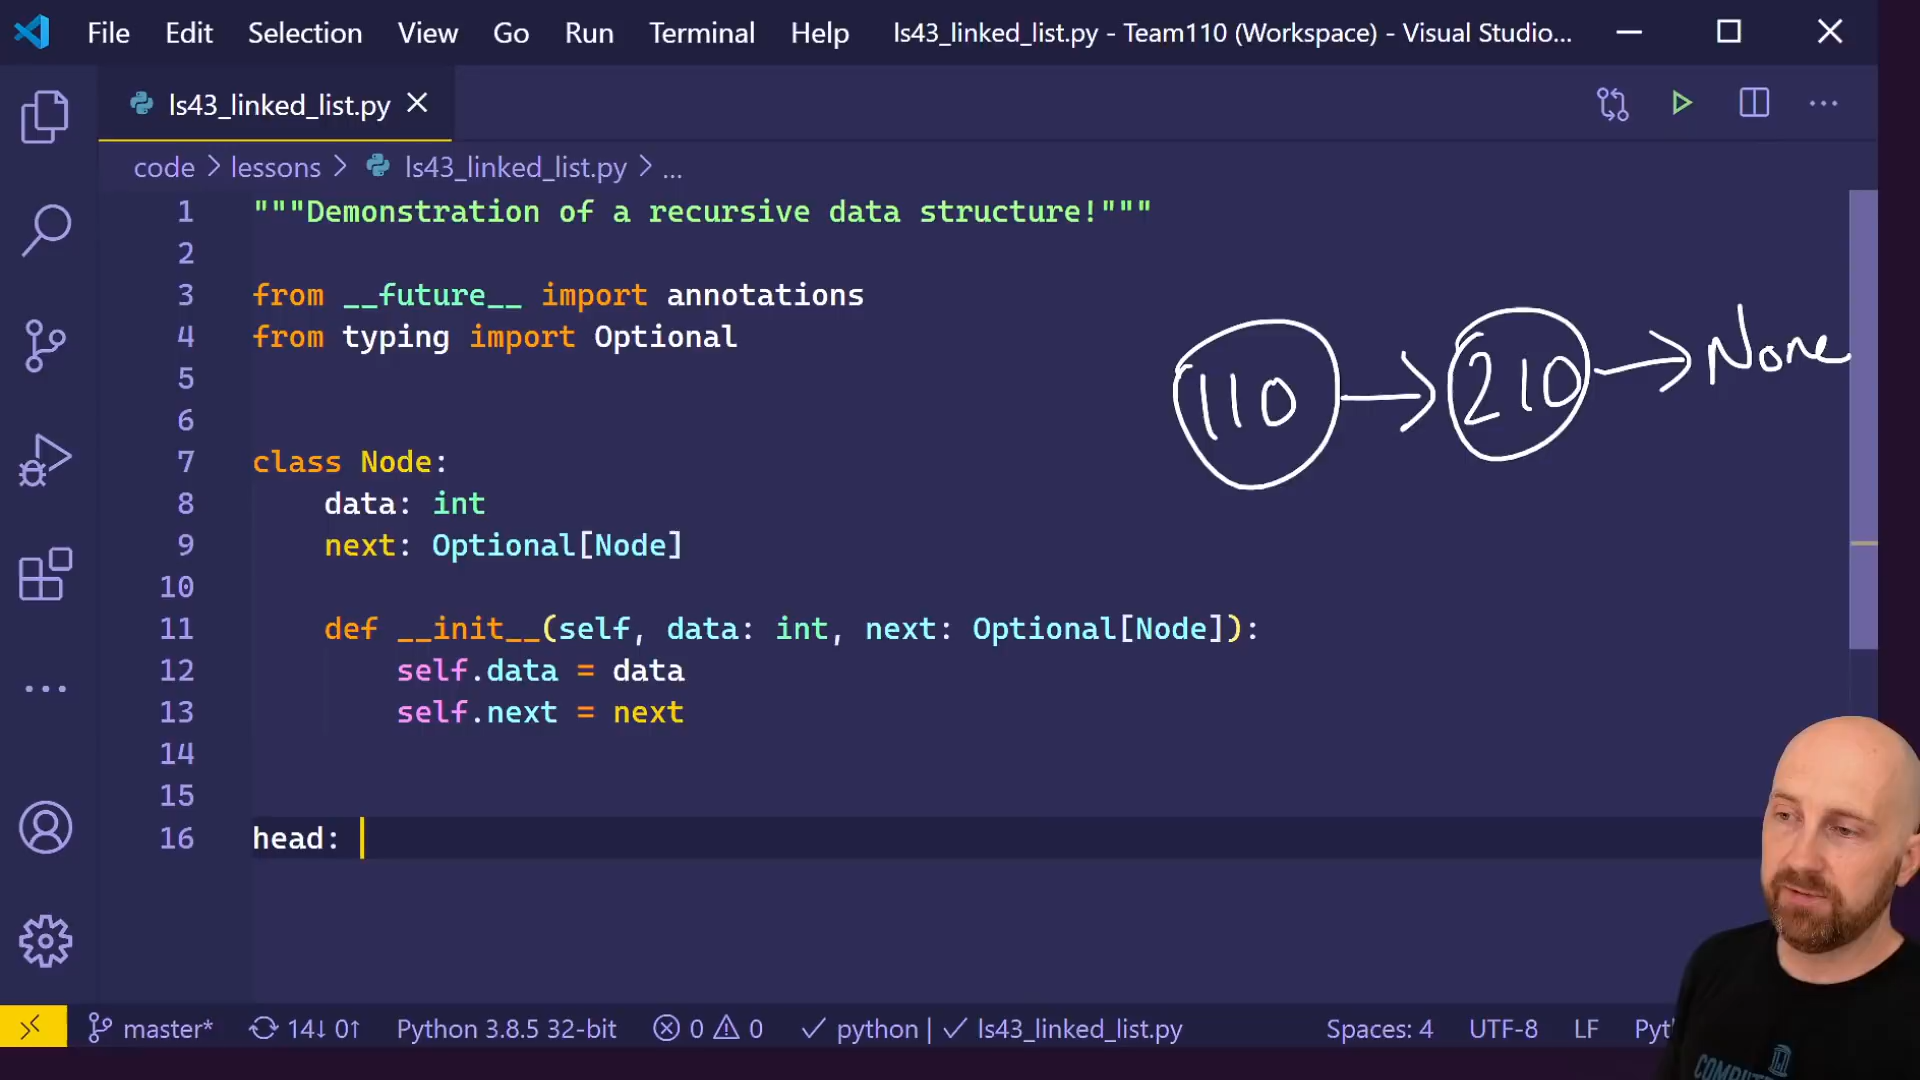 File Edit Selection View Go Run Terminal Help ls43_linked_list.py - Team110 (Workspace) - Visual Studio...
ls43_linked_list.py
code > lessons > ls43_linked_list.py > ...
1 """Demonstration of a recursive data structure!"""
2
3 from __future__ import annotations
4 from typing import Optional
5
6
7 class Node:
8 data: int
9 next: Optional[Node]
10
11 def __init__(self, data: int, next: Optional[Node]):
12 self.data = data
13 self.next = next
14
15
16 head:
110 → 210 → None
master* 14↓ 0↑ Python 3.8.5 32-bit 0 0 ✓ python | ✓ ls43_linked_list.py Spaces: 4 UTF-8 LF